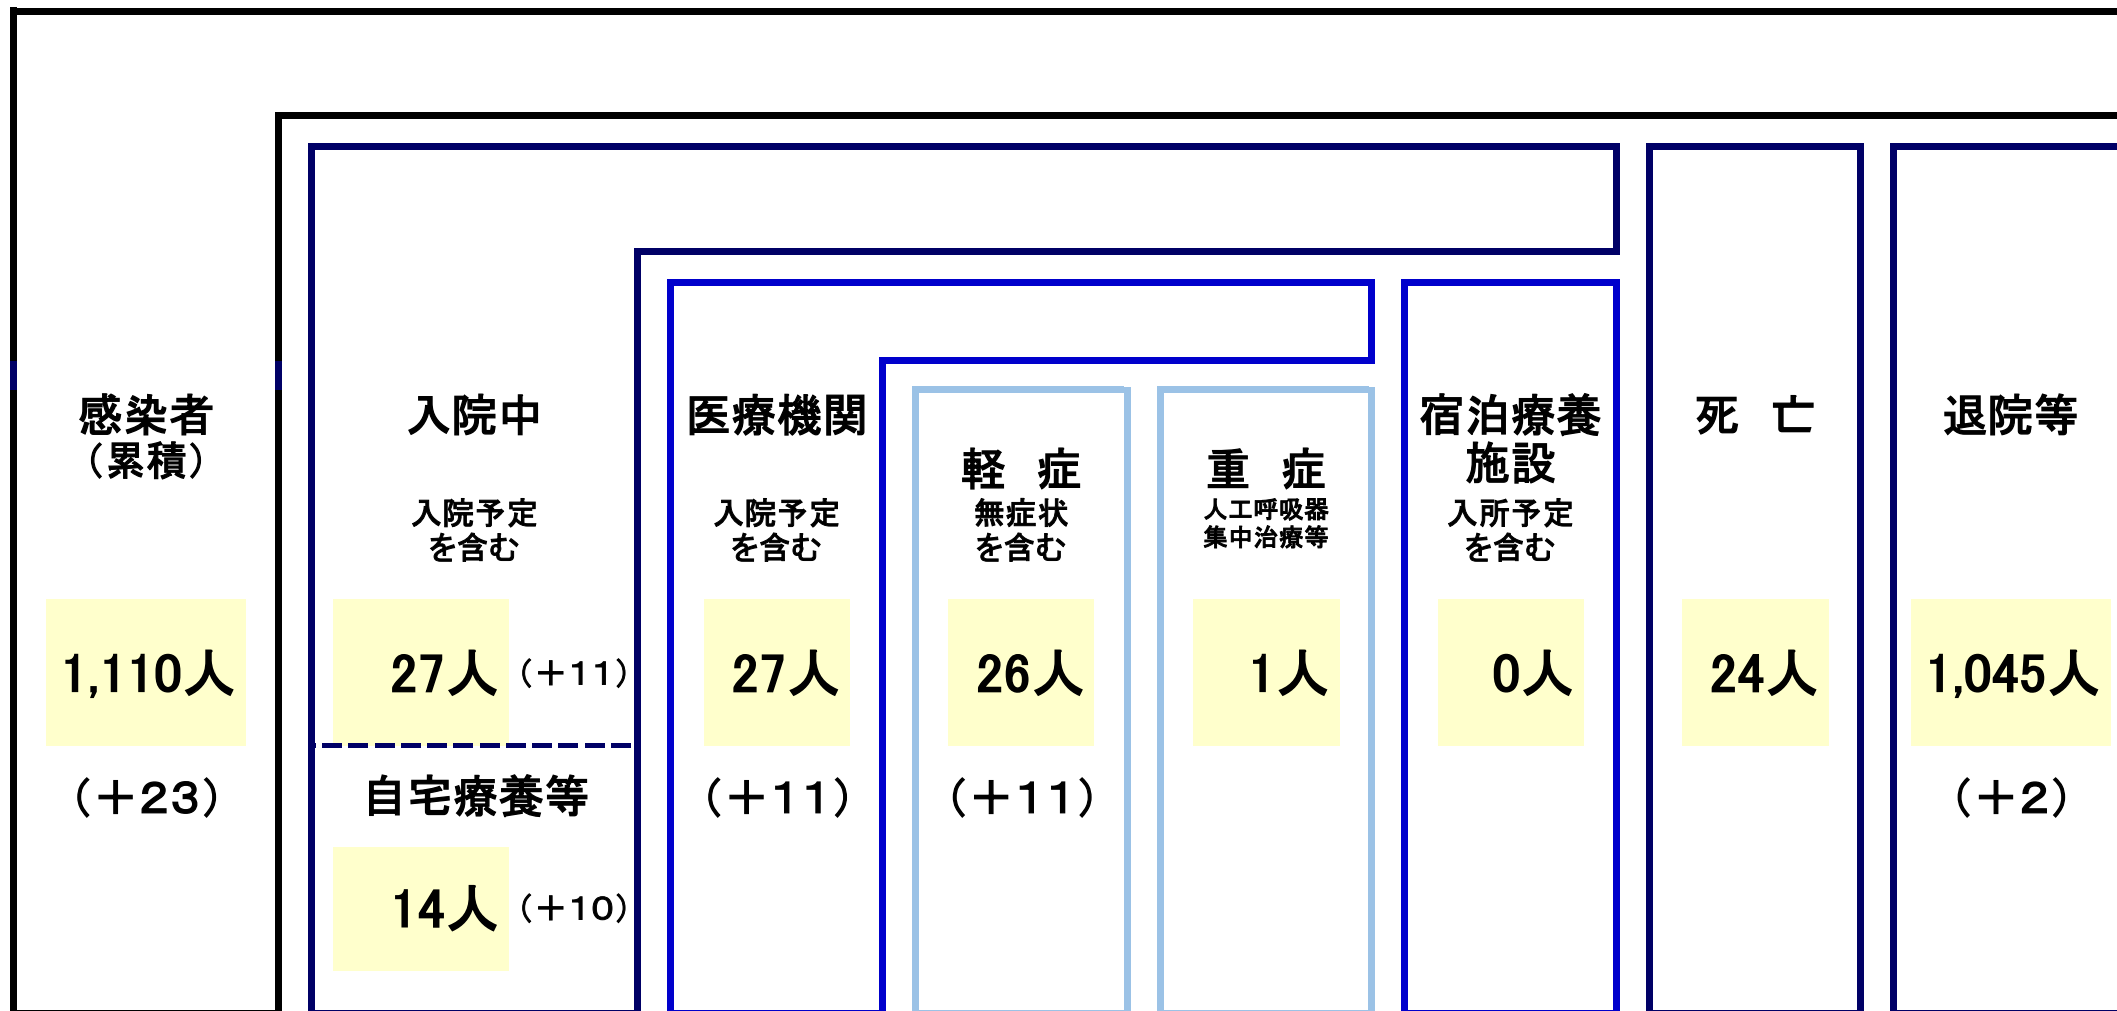 感染者
（累積）
1,110人
（＋23）
入院中
入院予定
を含む
27人（＋11）
自宅療養等
14人（＋10）
医療機関
入院予定
を含む
27人
（＋11）
軽　症
無症状
を含む
26人
（＋11）
重　症
人工呼吸器
集中治療等
1人
宿泊療養
施設
入所予定
を含む
0人
死　亡
24人
退院等
1,045人
（＋2）